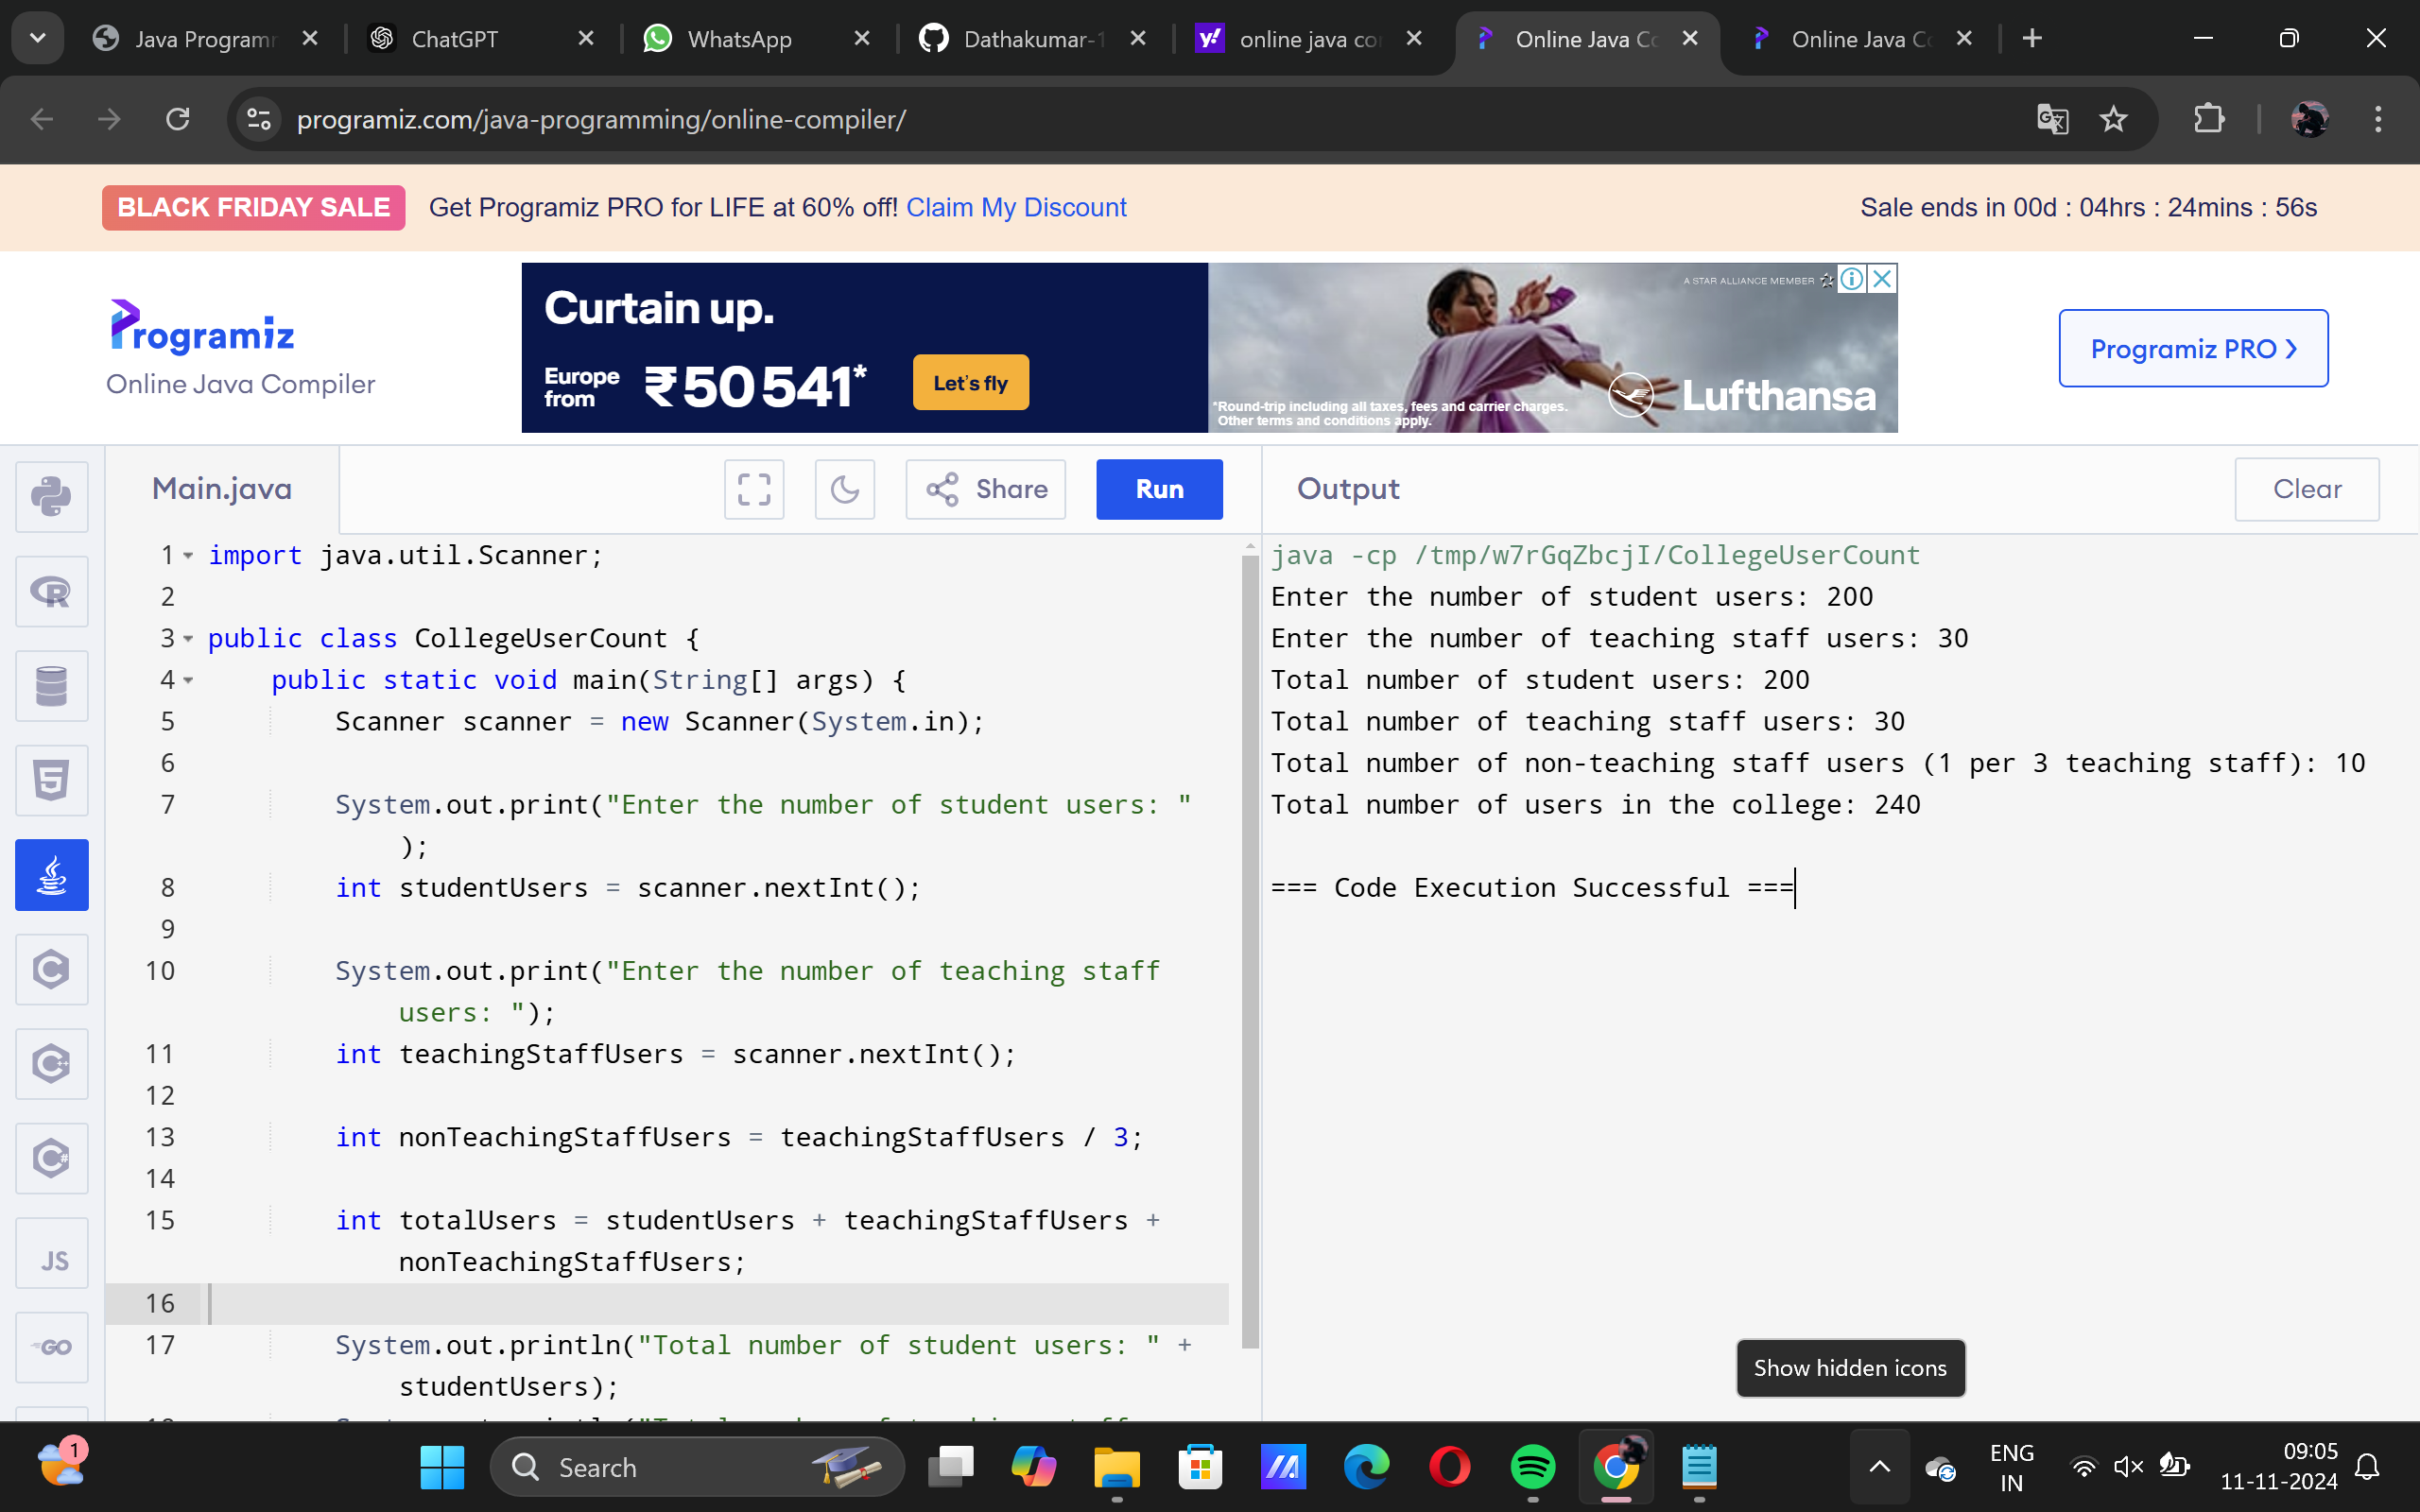 Java Program
ChatGPT
WhatsApp
Dathakumar-1
online java co
Online Java Co
Online Java Co
programiz.com/java-programming/online-compiler/
BLACK FRIDAY SALE Get Programiz PRO for LIFE at 60% off! Claim My Discount
Sale ends in 00d : 04hrs : 24mins : 56s
Programiz
Online Java Compiler
Curtain up.
Europe from ₹50 541*
Let's fly
A STAR ALLIANCE MEMBER
*Round-trip including all taxes, fees and carrier charges.
Other terms and conditions apply.
Lufthansa
Programiz PRO ❯
Main.java
Share
Run
Output
Clear
1 import java.util.Scanner;
2
3 public class CollegeUserCount {
4 public static void main(String[] args) {
5 Scanner scanner = new Scanner(System.in);
6
7 System.out.print("Enter the number of student users: "
);
8 int studentUsers = scanner.nextInt();
9
10 System.out.print("Enter the number of teaching staff
users: ");
11 int teachingStaffUsers = scanner.nextInt();
12
13 int nonTeachingStaffUsers = teachingStaffUsers / 3;
14
15 int totalUsers = studentUsers + teachingStaffUsers +
nonTeachingStaffUsers;
16
17 System.out.println("Total number of student users: " +
studentUsers);
java -cp /tmp/w7rGqZbcjI/CollegeUserCount
Enter the number of student users: 200
Enter the number of teaching staff users: 30
Total number of student users: 200
Total number of teaching staff users: 30
Total number of non-teaching staff users (1 per 3 teaching staff): 10
Total number of users in the college: 240
=== Code Execution Successful ===
JS
GO
Show hidden icons
1
Search
ENG
IN
09:05
11-11-2024